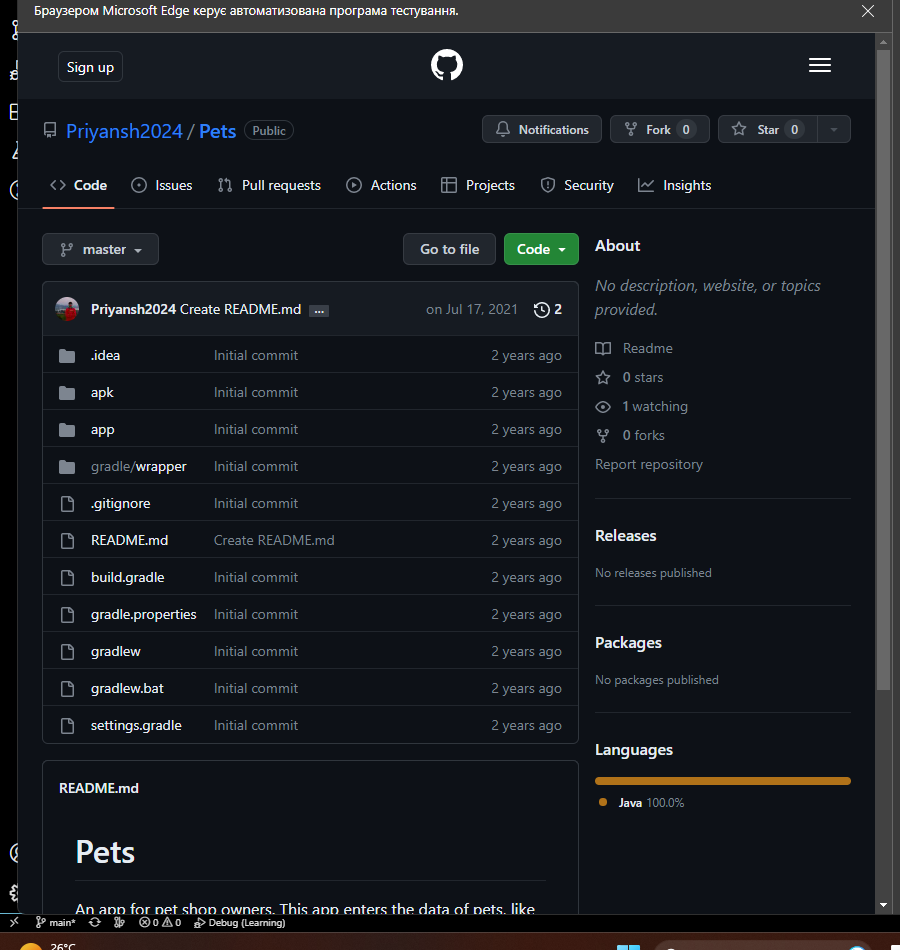 Браузером Microsoft Edge керує автоматизована програма тестування.
Sign up
Priyansh2024 / Pets Public
Notifications Fork 0 Star 0
Code Issues Pull requests Actions Projects Security Insights
master Go to file Code
Priyansh2024 Create README.md ... on Jul 17, 2021 2
.idea Initial commit 2 years ago
apk Initial commit 2 years ago
app Initial commit 2 years ago
gradle/wrapper Initial commit 2 years ago
.gitignore Initial commit 2 years ago
README.md Create README.md 2 years ago
build.gradle Initial commit 2 years ago
gradle.properties Initial commit 2 years ago
gradlew Initial commit 2 years ago
gradlew.bat Initial commit 2 years ago
settings.gradle Initial commit 2 years ago
README.md
Pets
An app for pet shop owners. This app enters the data of pets, like
About
No description, website, or topics
provided.
Readme
0 stars
1 watching
0 forks
Report repository
Releases
No releases published
Packages
No packages published
Languages
Java 100.0%
main* 0 0 Debug (Learning)
26°C